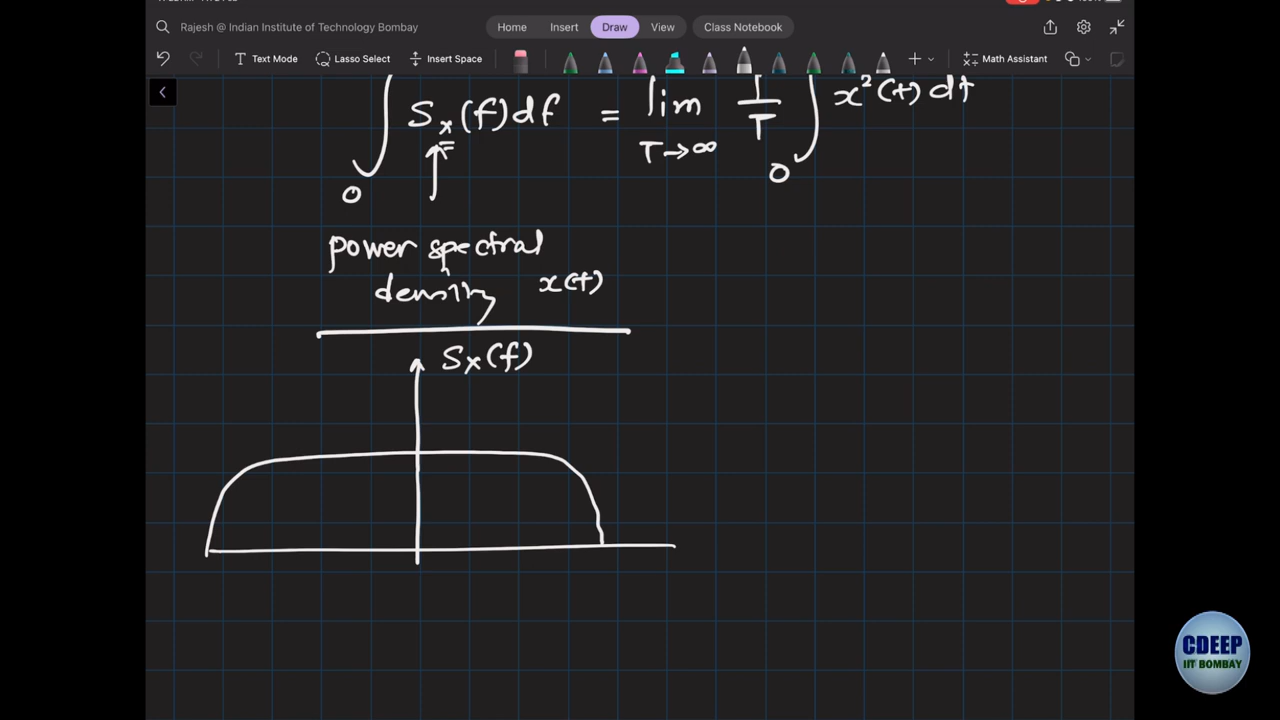 Rajesh @ Indian Institute of Technology Bombay
Home Insert Draw View Class Notebook
Text Mode Lasso Select Insert Space Math Assistant
∫ Sx(f)df = lim 1/T ∫ x²(t) dt
0 T→∞ 0
power spectral
density x(t)
Sx(f)
CDEEP
IIT BOMBAY